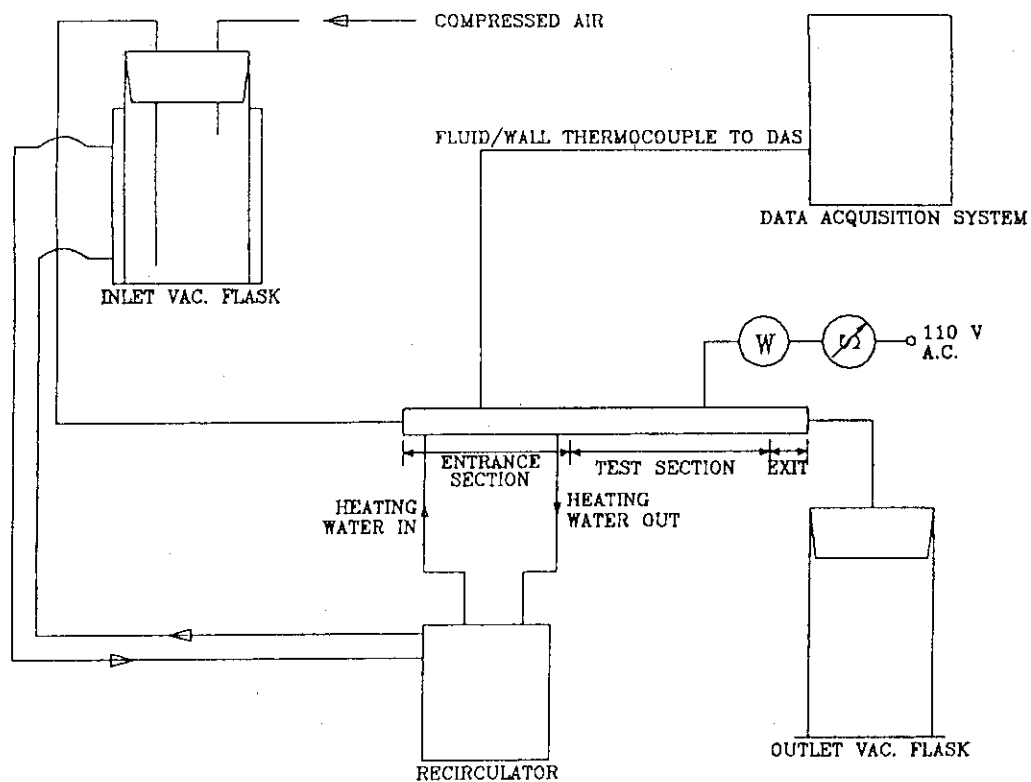 COMPRESSED AIR
FLUID/WALL THERMOCOUPLE TO DAS
DATA ACQUISITION SYSTEM
INLET VAC. FLASK
W
S
110 V
A.C.
ENTRANCE
SECTION
TEST SECTION
EXIT
HEATING
WATER IN
HEATING
WATER OUT
RECIRCULATOR
OUTLET VAC. FLASK